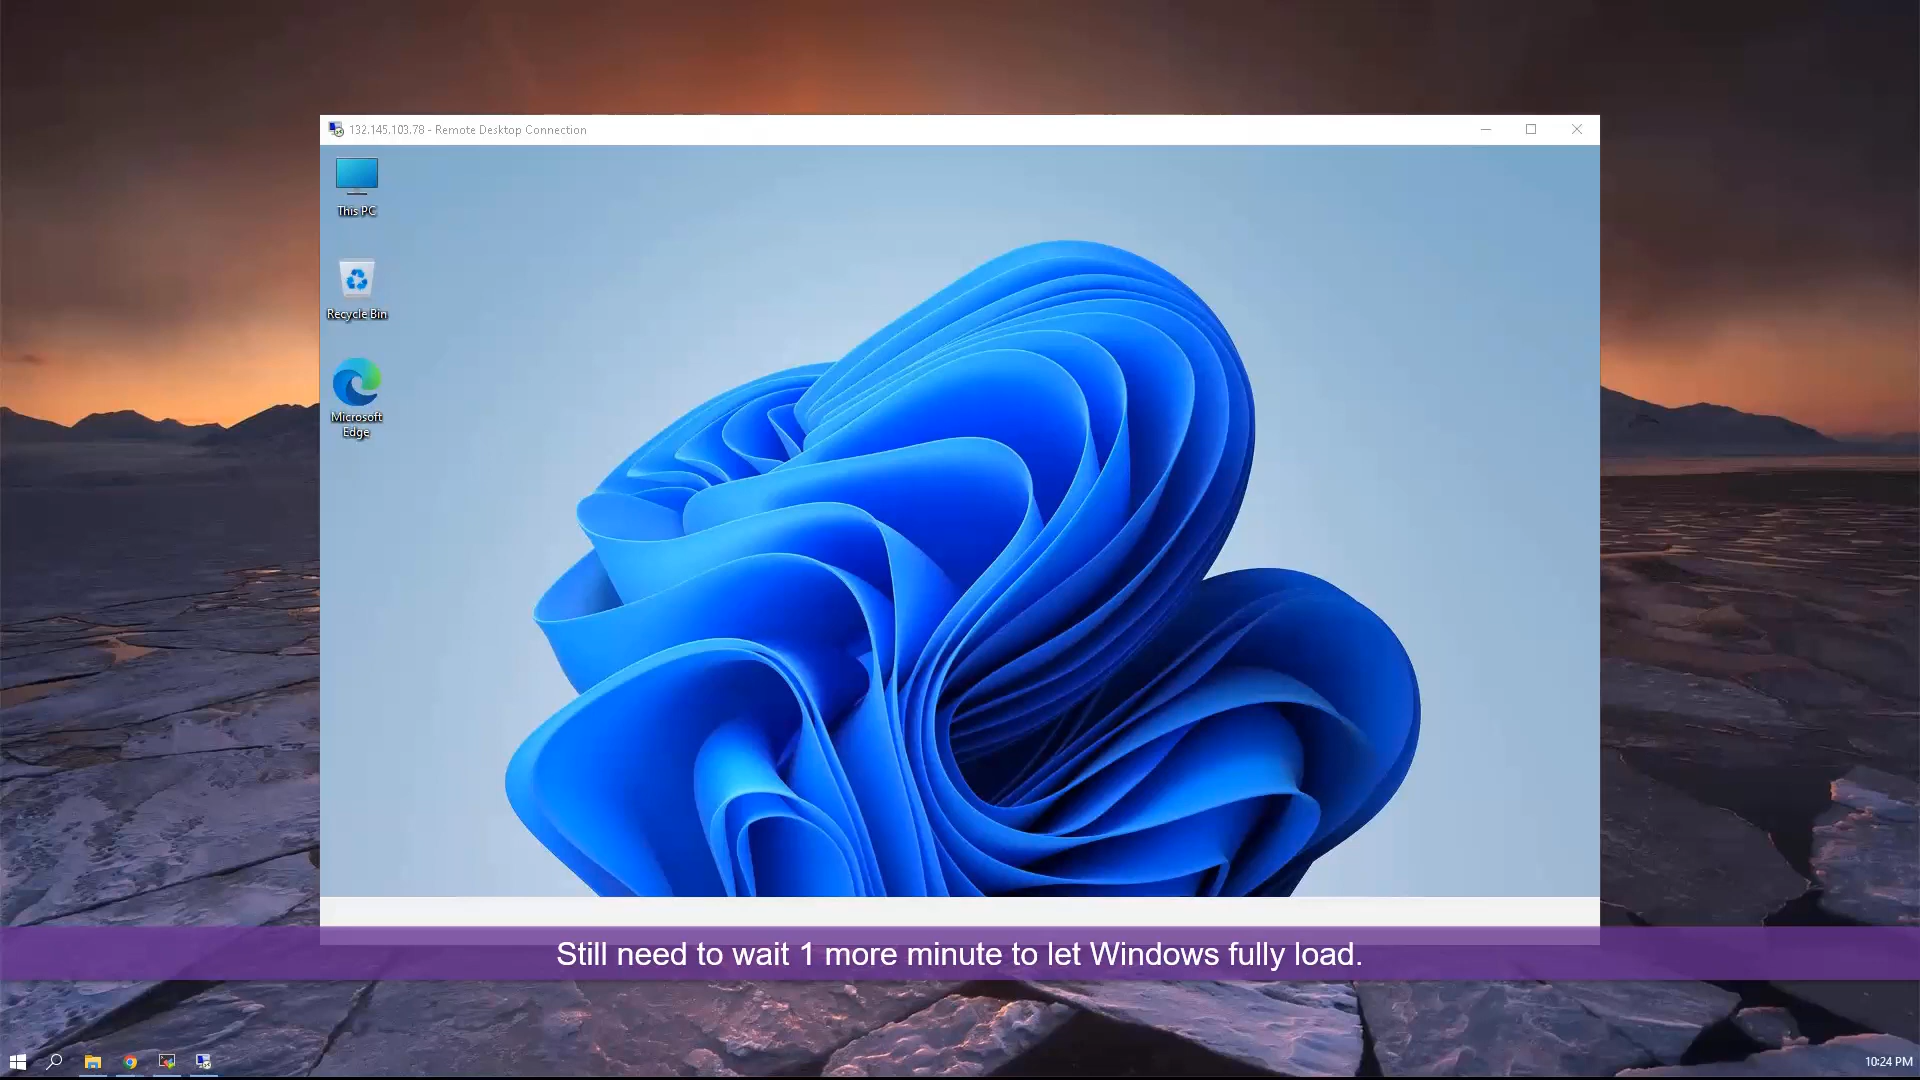 132.145.103.78 - Remote Desktop Connection
This PC
Recycle Bin
Microsoft
Edge
Still need to wait 1 more minute to let Windows fully load.
10:24 PM